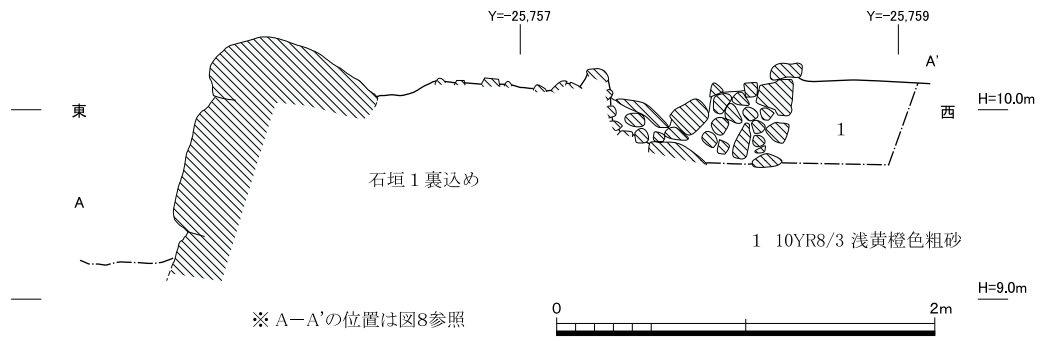 Y=-25,757
Y=-25,759
A'
東
西
H=10.0m
1
石垣1裏込め
A
1 10YR8/3 浅黄橙色粗砂
H=9.0m
※ A－A'の位置は図8参照
0
2m